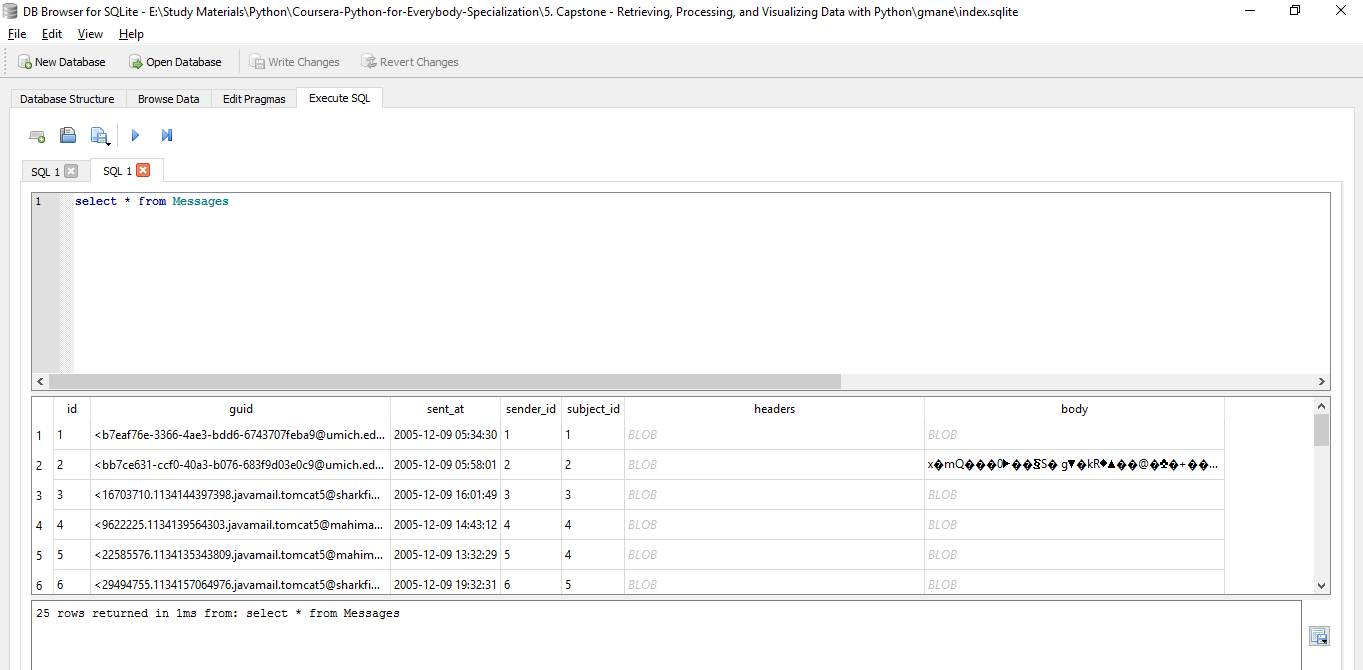 DB Browser for SQLite - E:\Study Materials\Python\Coursera-Python-for-Everybody-Specialization\5. Capstone - Retrieving, Processing, and Visualizing Data with Python\gmane\index.sqlite
File Edit View Help
New Database Open Database Write Changes Revert Changes
Database Structure Browse Data Edit Pragmas Execute SQL
SQL 1 SQL 1
1 select * from Messages
id guid sent_at sender_id subject_id headers body
1 1 <b7eaf76e-3366-4ae3-bdd6-6743707feba9@umich.ed... 2005-12-09 05:34:30 1 1 BLOB BLOB
2 2 <bb7ce631-ccf0-40a3-b076-683f9d03e0c9@umich.ed... 2005-12-09 05:58:01 2 2 BLOB x�mQ���0►��§S� g▼�kR♦▲��@�♣�+��...
3 3 <16703710.1134144397398.javamail.tomcat5@sharkfi... 2005-12-09 16:01:49 3 3 BLOB BLOB
4 4 <9622225.1134139564303.javamail.tomcat5@mahima... 2005-12-09 14:43:12 4 4 BLOB BLOB
5 5 <22585576.1134135343809.javamail.tomcat5@mahim... 2005-12-09 13:32:29 5 4 BLOB BLOB
6 6 <29494755.1134157064976.javamail.tomcat5@sharkfi... 2005-12-09 19:32:31 6 5 BLOB BLOB
25 rows returned in 1ms from: select * from Messages